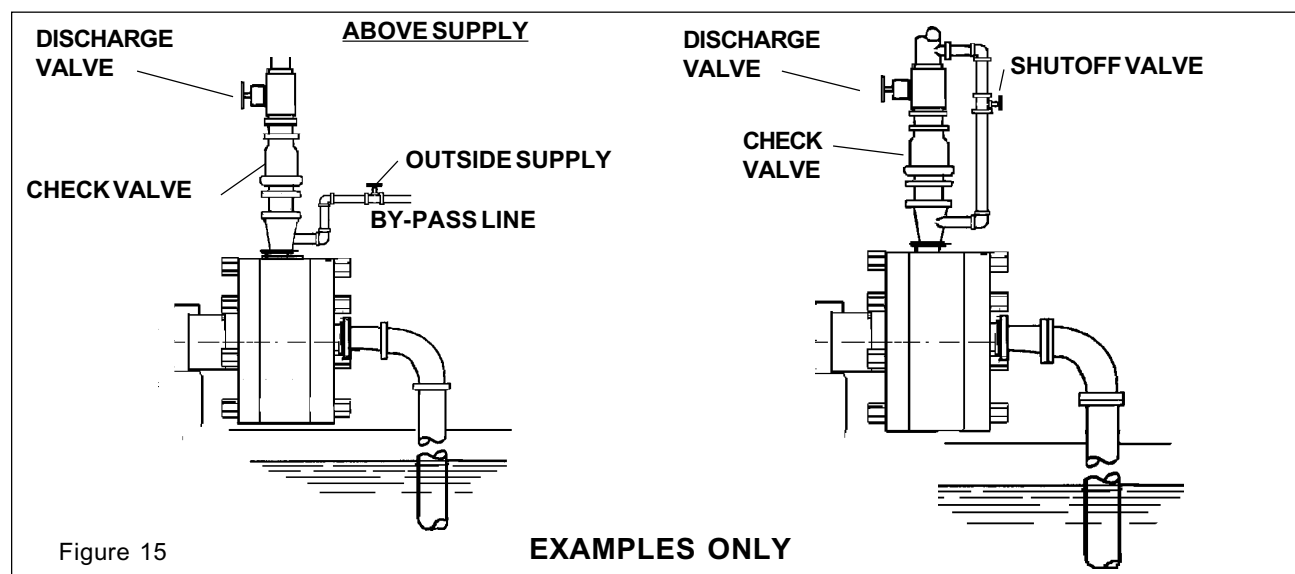 ABOVE SUPPLY
DISCHARGE
VALVE
CHECK VALVE
OUTSIDE SUPPLY
BY-PASS LINE
DISCHARGE
VALVE
SHUTOFF VALVE
CHECK
VALVE
Figure 15
EXAMPLES ONLY